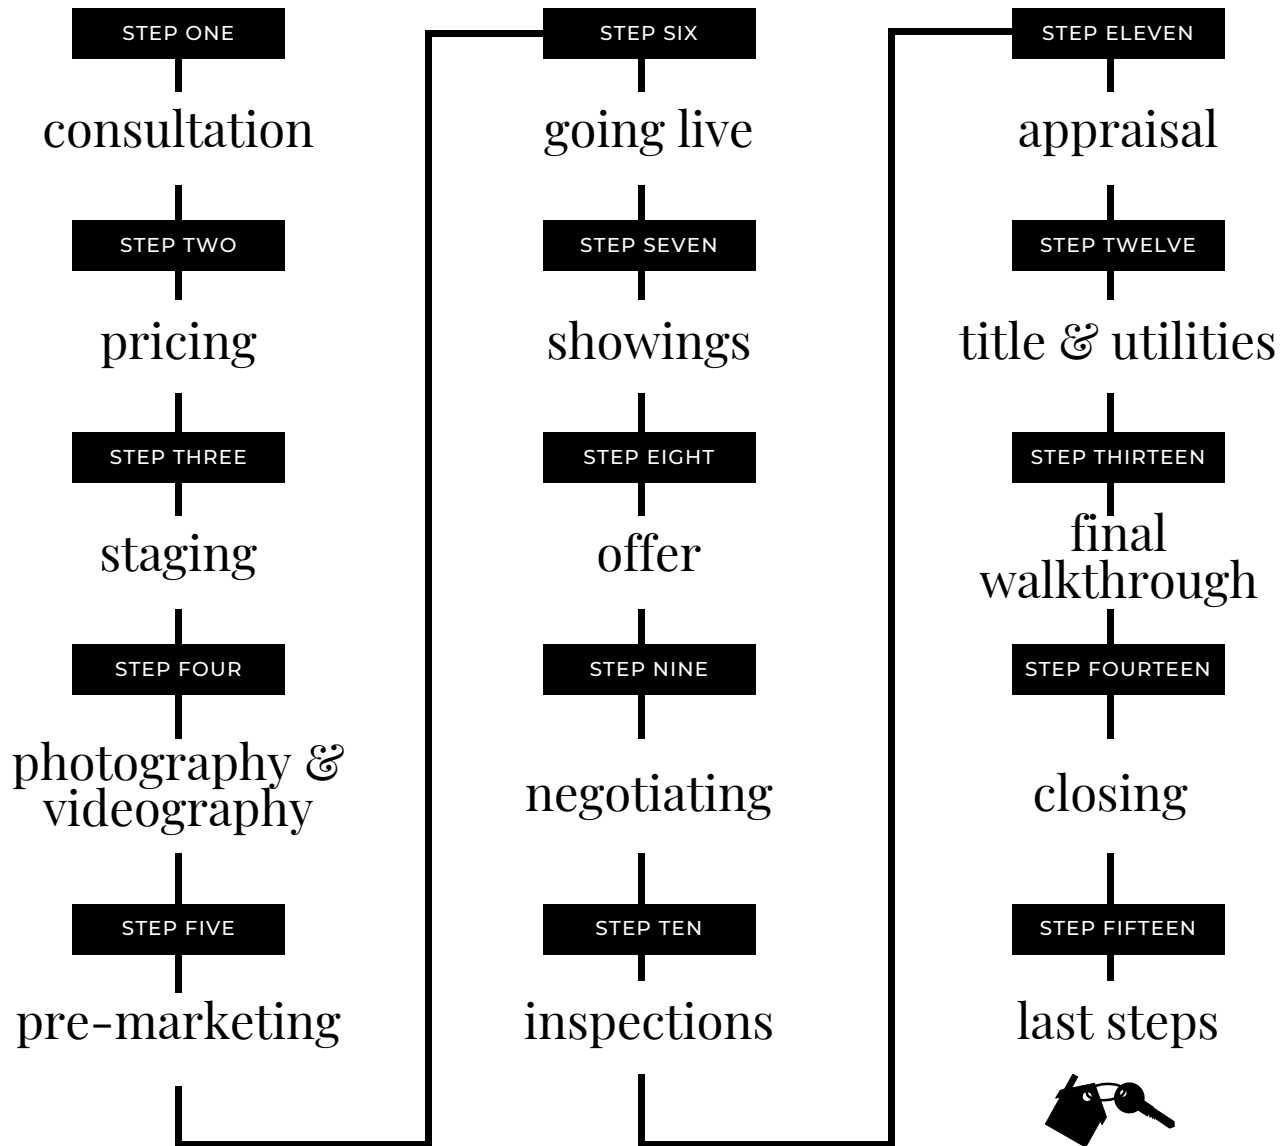 STEP ONE
consultation
STEP TWO
pricing
STEP THREE
staging
STEP FOUR
photography &
videography
STEP FIVE
pre-marketing
STEP SIX
going live
STEP SEVEN
showings
STEP EIGHT
offer
STEP NINE
negotiating
STEP TEN
inspections
STEP ELEVEN
appraisal
STEP TWELVE
title & utilities
STEP THIRTEEN
final
walkthrough
STEP FOURTEEN
closing
STEP FIFTEEN
last steps